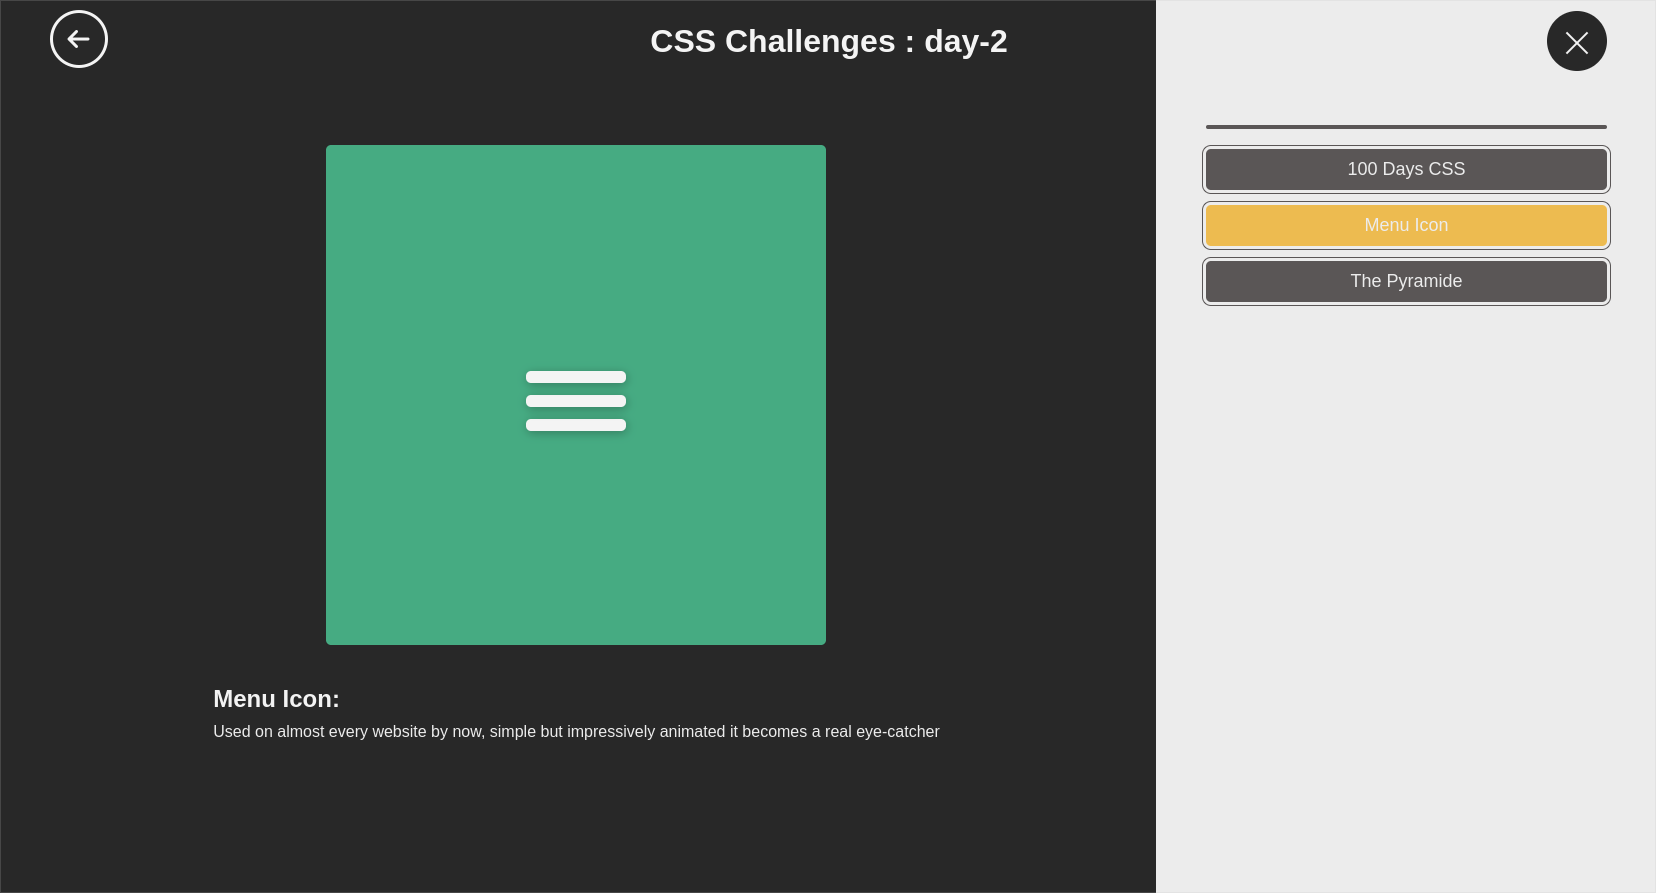 CSS Challenges : day-2
100 Days CSS
Menu Icon
The Pyramide
Menu Icon:
Used on almost every website by now, simple but impressively animated it becomes a real eye-catcher